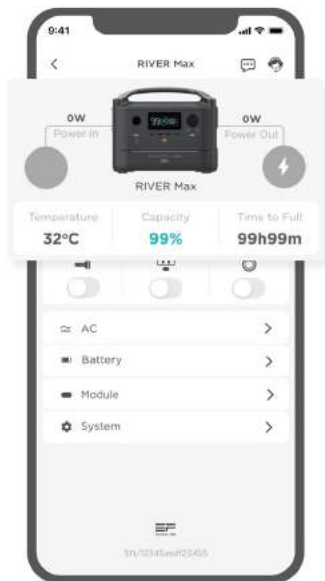 9:41
RIVER Max
0W
Power In
0W
Power Out
RIVER Max
Temperature
Capacity
Time to Full
32°C
99%
99h99m
AC
Battery
Module
System
EF